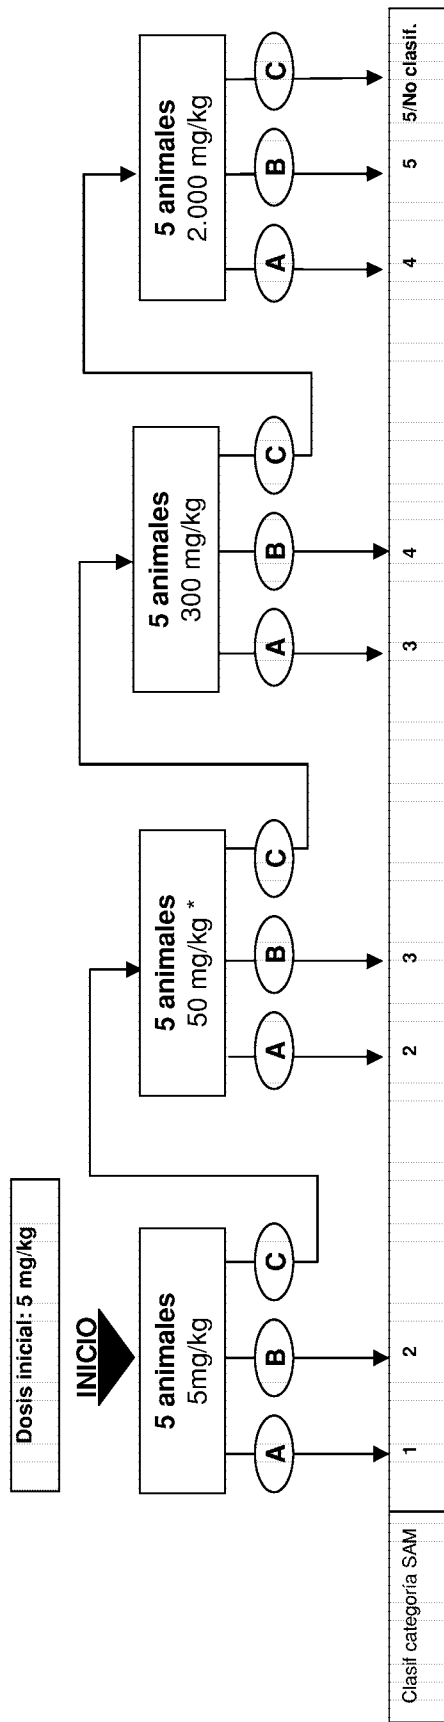 Dosis inicial: 5 mg/kg
INICIO
5 animales
5mg/kg
A
B
C
5 animales
50 mg/kg *
A
B
C
5 animales
300 mg/kg
A
B
C
5 animales
2.000 mg/kg
A
B
C
Clasif categoría SAM
1
2
2
3
3
4
4
5
5/No clasif.